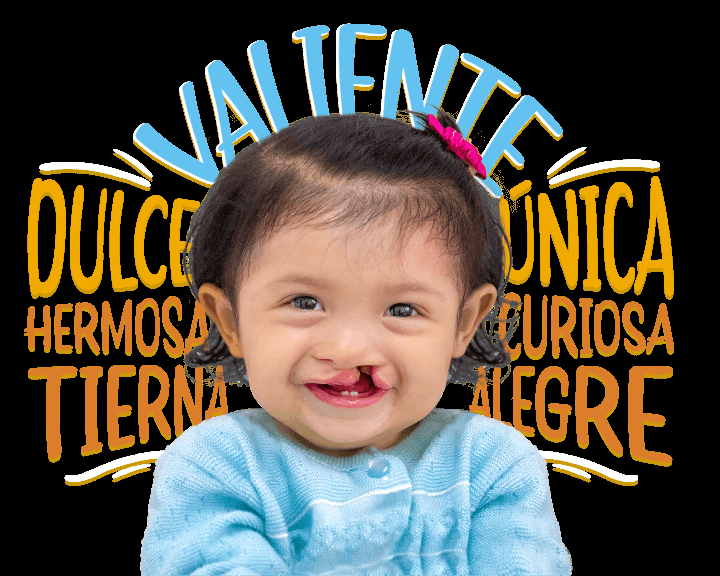 VALIENTE
DULCE
HERMOSA
TIERNA
ÚNICA
CURIOSA
ALEGRE